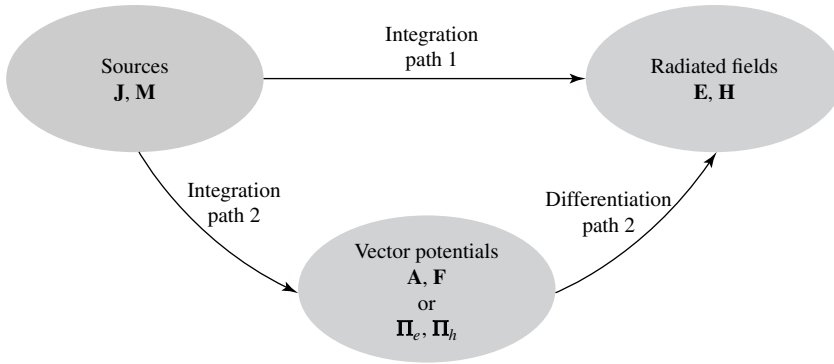 Sources
J, M
Integration
path 1
Radiated fields
E, H
Integration
path 2
Differentiation
path 2
Vector potentials
A, F
or
Πe, Πh